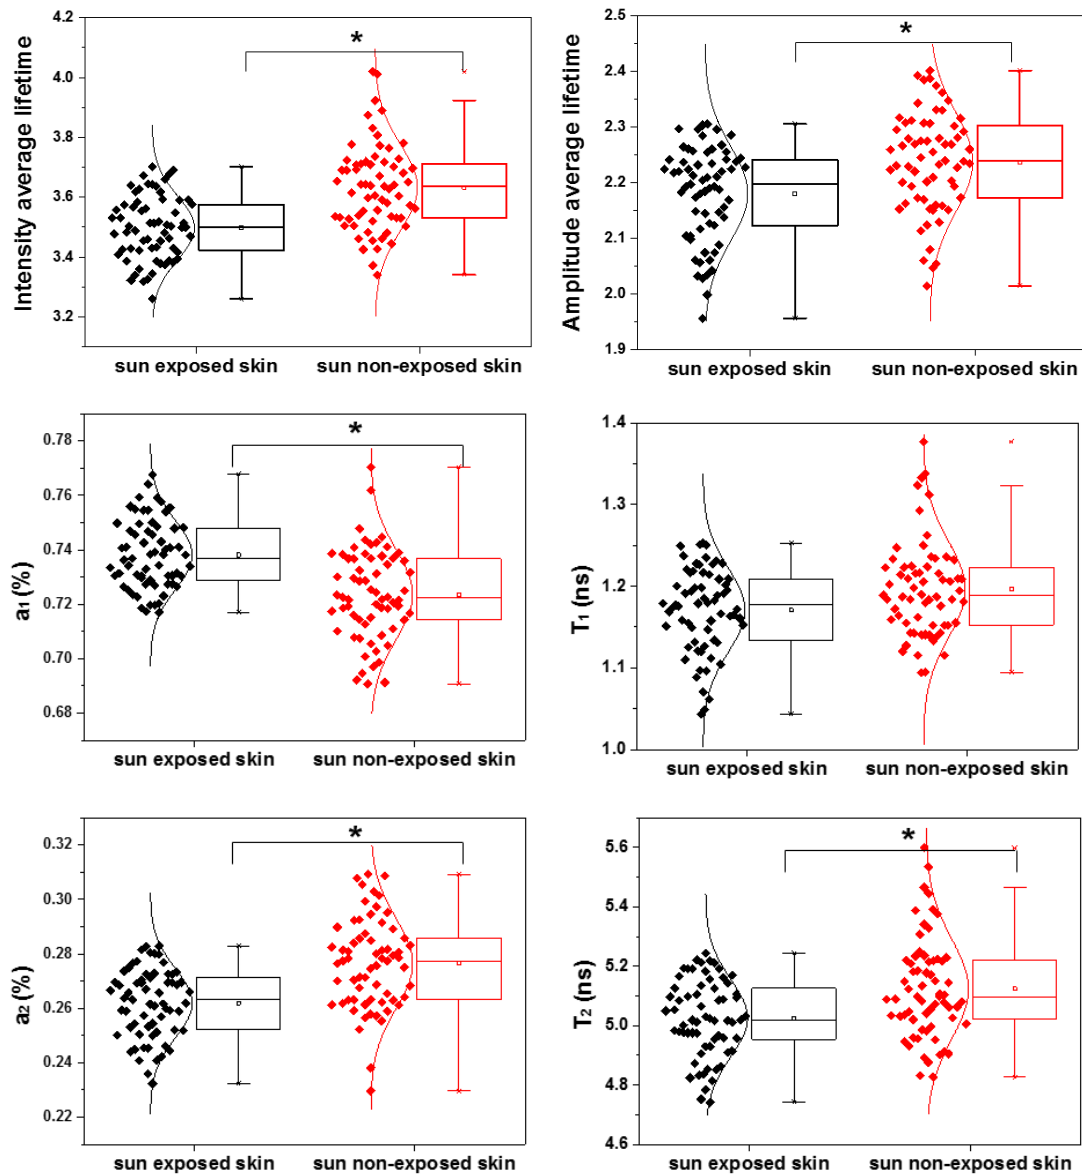 Intensity average lifetime
4.2
4.0
3.8
3.6
3.4
3.2
*
sun exposed skin
sun non-exposed skin
Amplitude average lifetime
2.5
2.4
2.3
2.2
2.1
2.0
1.9
*
sun exposed skin
sun non-exposed skin
a1 (%)
0.78
0.76
0.74
0.72
0.70
0.68
*
sun exposed skin
sun non-exposed skin
T1 (ns)
1.4
1.3
1.2
1.1
1.0
sun exposed skin
sun non-exposed skin
a2 (%)
0.32
0.30
0.28
0.26
0.24
0.22
*
sun exposed skin
sun non-exposed skin
T2 (ns)
5.6
5.4
5.2
5.0
4.8
4.6
*
sun exposed skin
sun non-exposed skin